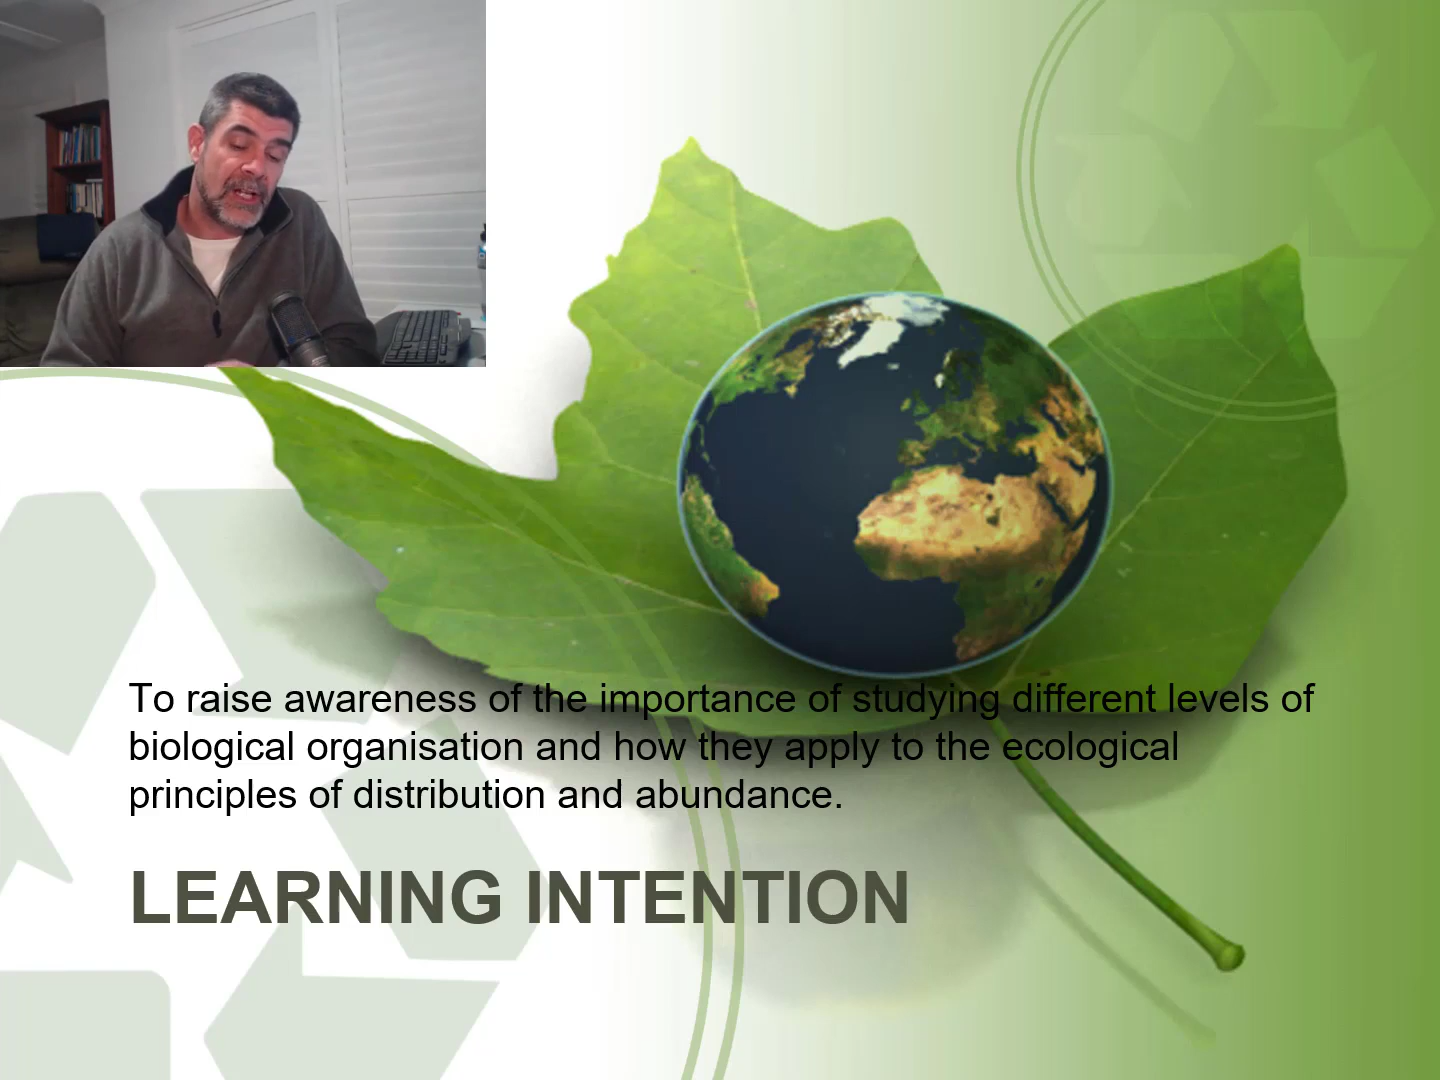 To raise awareness of the importance of studying different levels of
biological organisation and how they apply to the ecological
principles of distribution and abundance.
LEARNING INTENTION